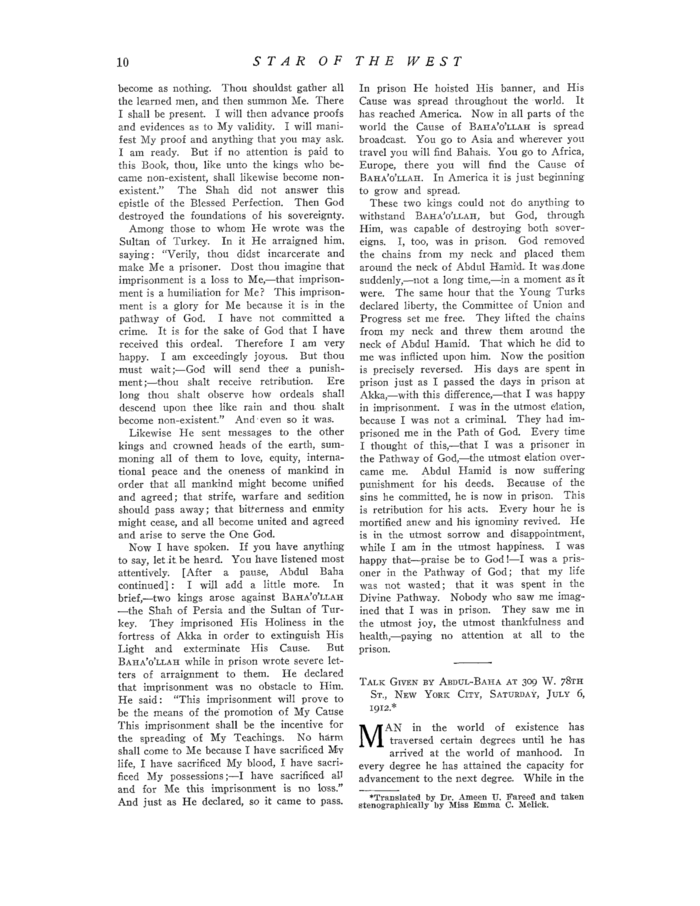 10
STAR OF THE WEST
become as nothing. Thou shouldst gather all
the learned men, and then summon Me. There
I shall be present. I will then advance proofs
and evidences as to My validity. I will mani-
fest My proof and anything that you may ask.
I am ready. But if no attention is paid to
this Book, thou, like unto the kings who be-
came non-existent, shall likewise become non-
existent." The Shah did not answer this
epistle of the Blessed Perfection. Then God
destroyed the foundations of his sovereignty.
Among those to whom He wrote was the
Sultan of Turkey. In it He arraigned him,
saying: "Verily, thou didst incarcerate and
make Me a prisoner. Dost thou imagine that
imprisonment is a loss to Me,—that imprison-
ment is a humiliation for Me? This imprison-
ment is a glory for Me because it is in the
pathway of God. I have not committed a
crime. It is for the sake of God that I have
received this ordeal. Therefore I am very
happy. I am exceedingly joyous. But thou
must wait;—God will send thee a punish-
ment;—thou shalt receive retribution. Ere
long thou shalt observe how ordeals shall
descend upon thee like rain and thou shalt
become non-existent." And even so it was.
Likewise He sent messages to the other
kings and crowned heads of the earth, sum-
moning all of them to love, equity, interna-
tional peace and the oneness of mankind in
order that all mankind might become unified
and agreed; that strife, warfare and sedition
should pass away; that bitterness and enmity
might cease, and all become united and agreed
and arise to serve the One God.
Now I have spoken. If you have anything
to say, let it be heard. You have listened most
attentively. [After a pause, Abdul Baha
continued]: I will add a little more. In
brief,—two kings arose against BAHA'O'LLAH
—the Shah of Persia and the Sultan of Tur-
key. They imprisoned His Holiness in the
fortress of Akka in order to extinguish His
Light and exterminate His Cause. But
BAHA'O'LLAH while in prison wrote severe let-
ters of arraignment to them. He declared
that imprisonment was no obstacle to Him.
He said: "This imprisonment will prove to
be the means of the promotion of My Cause
This imprisonment shall be the incentive for
the spreading of My Teachings. No harm
shall come to Me because I have sacrificed My
life, I have sacrificed My blood, I have sacri-
ficed My possessions;—I have sacrificed all
and for Me this imprisonment is no loss."
And just as He declared, so it came to pass.
In prison He hoisted His banner, and His
Cause was spread throughout the world. It
has reached America. Now in all parts of the
world the Cause of BAHA'O'LLAH is spread
broadcast. You go to Asia and wherever you
travel you will find Bahais. You go to Africa,
Europe, there you will find the Cause of
BAHA'O'LLAH. In America it is just beginning
to grow and spread.
These two kings could not do anything to
withstand BAHA'O'LLAH, but God, through
Him, was capable of destroying both sover-
eigns. I, too, was in prison. God removed
the chains from my neck and placed them
around the neck of Abdul Hamid. It was done
suddenly,—not a long time,—in a moment as it
were. The same hour that the Young Turks
declared liberty, the Committee of Union and
Progress set me free. They lifted the chains
from my neck and threw them around the
neck of Abdul Hamid. That which he did to
me was inflicted upon him. Now the position
is precisely reversed. His days are spent in
prison just as I passed the days in prison at
Akka,—with this difference,—that I was happy
in imprisonment. I was in the utmost elation,
because I was not a criminal. They had im-
prisoned me in the Path of God. Every time
I thought of this,—that I was a prisoner in
the Pathway of God,—the utmost elation over-
came me. Abdul Hamid is now suffering
punishment for his deeds. Because of the
sins he committed, he is now in prison. This
is retribution for his acts. Every hour he is
mortified anew and his ignominy revived. He
is in the utmost sorrow and disappointment,
while I am in the utmost happiness. I was
happy that—praise be to God!—I was a pris-
oner in the Pathway of God; that my life
was not wasted; that it was spent in the
Divine Pathway. Nobody who saw me imag-
ined that I was in prison. They saw me in
the utmost joy, the utmost thankfulness and
health,—paying no attention at all to the
prison.
TALK GIVEN BY ABDUL-BAHA AT 309 W. 78TH
ST., NEW YORK CITY, SATURDAY, JULY 6,
1912.*
MAN in the world of existence has
traversed certain degrees until he has
arrived at the world of manhood. In
every degree he has attained the capacity for
advancement to the next degree. While in the
*Translated by Dr. Ameen U. Fareed and taken
stenographically by Miss Emma C. Melick.